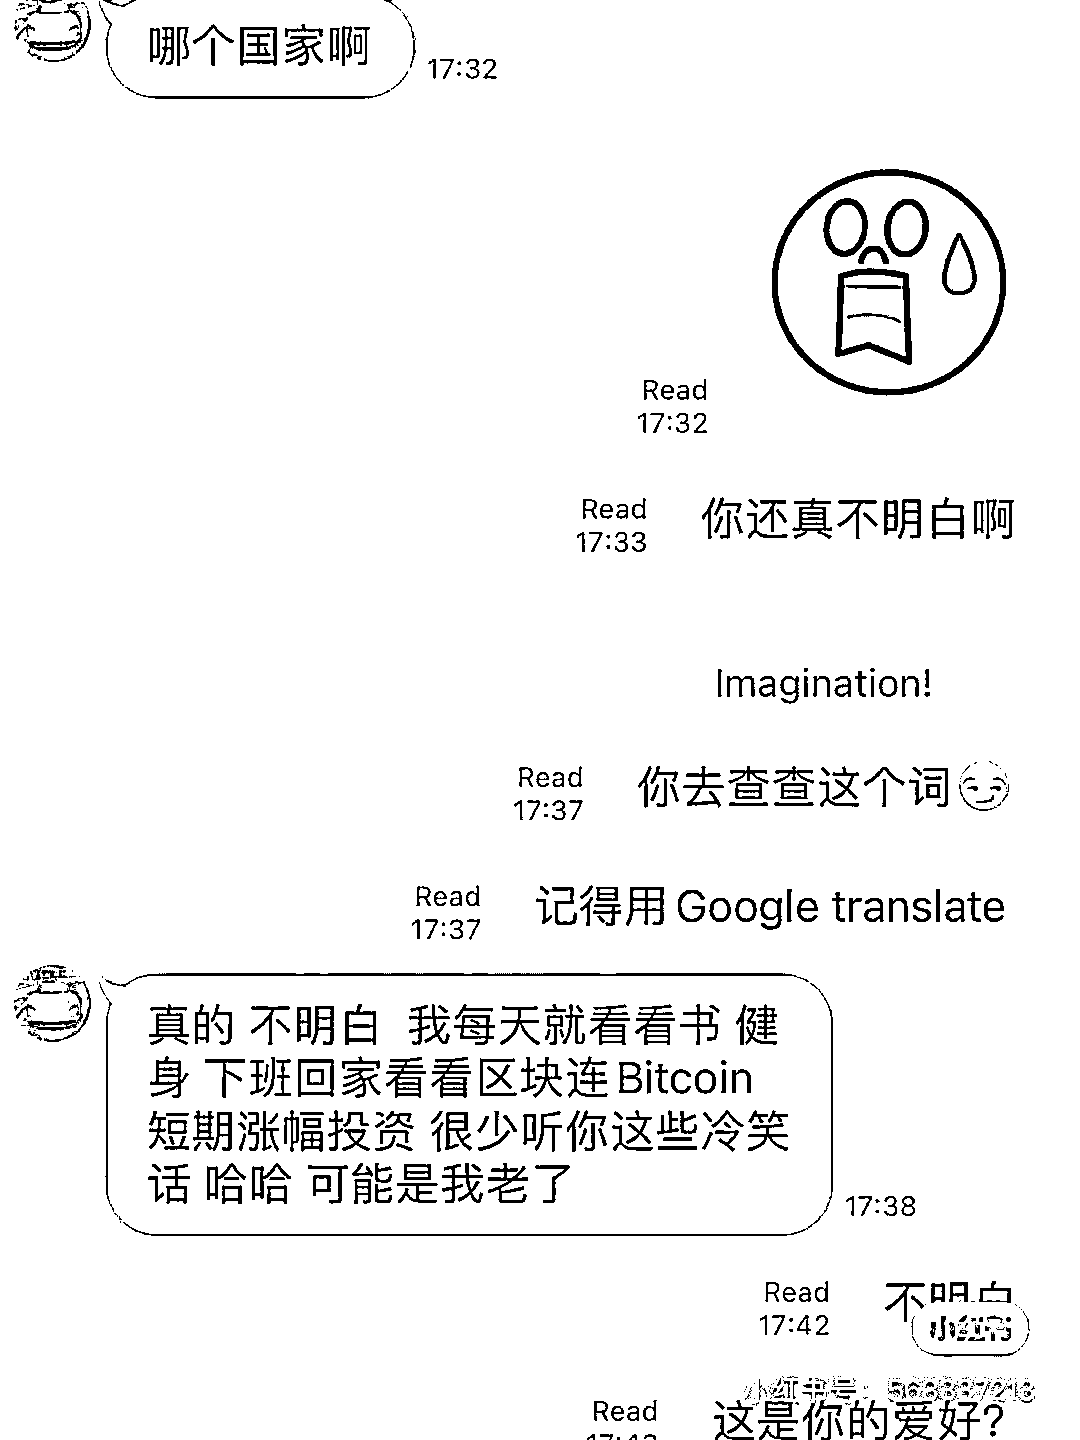 哪个国家啊
17:32
Read
17:32
Read
17:33
你还真不明白啊
Imagination!
Read
17:37
你去查查这个词
Read
17:37
记得用Google translate
真的 不明白 我每天就看看书 健
身 下班回家看看区块连Bitcoin
短期涨幅投资 很少听你这些冷笑
话 哈哈 可能是我老了
17:38
Read
17:42
不明白
小红书
小红书号: 568887218
Read
这是你的爱好?